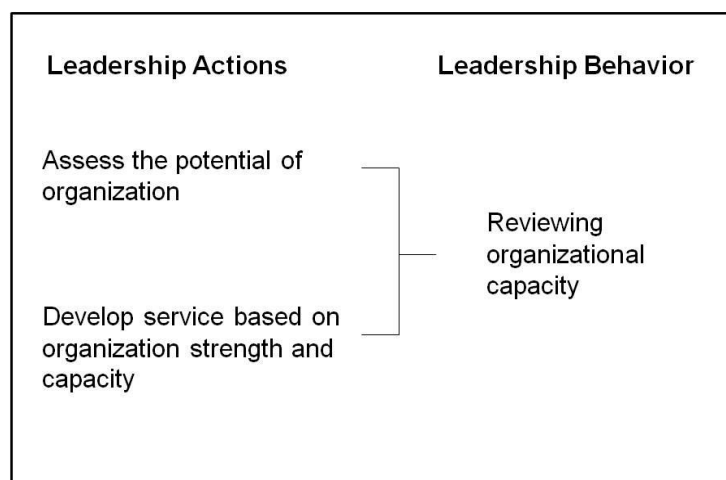 Leadership Actions
Leadership Behavior
Assess the potential of
organization
Reviewing
organizational
capacity
Develop service based on
organization strength and
capacity